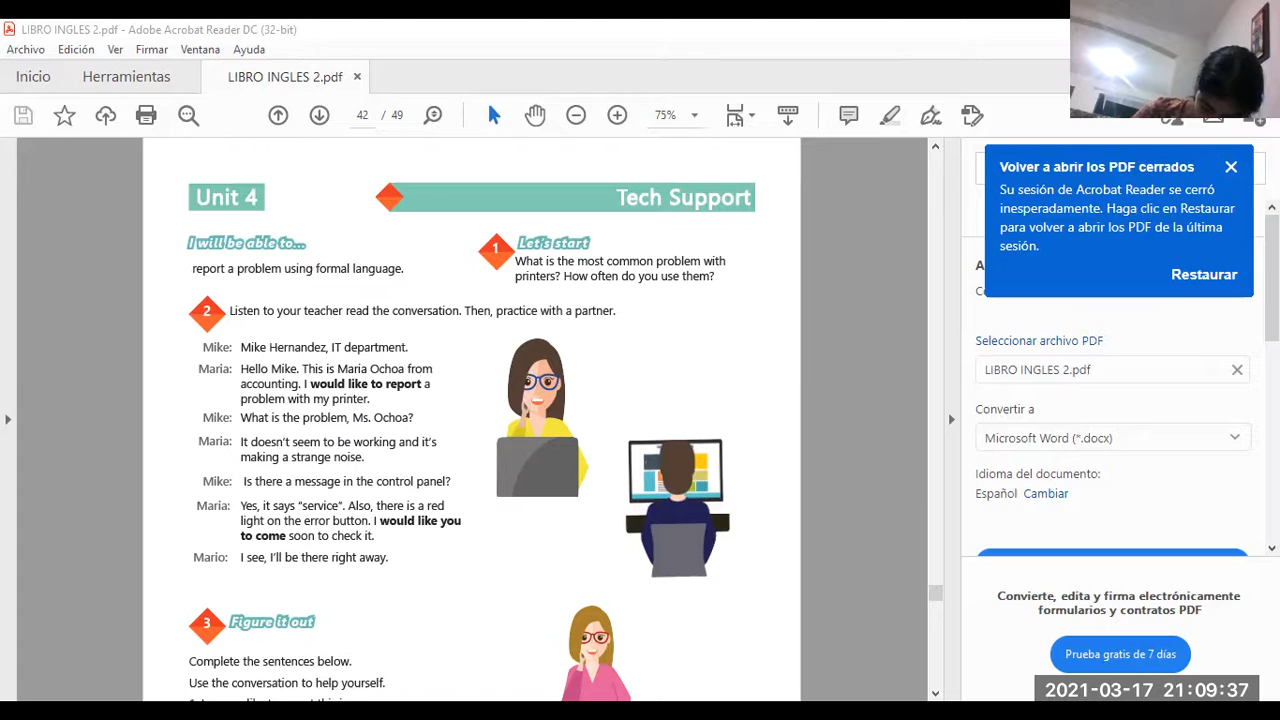 LIBRO INGLES 2.pdf - Adobe Acrobat Reader DC (32-bit)
Archivo Edición Ver Firmar Ventana Ayuda
Inicio Herramientas LIBRO INGLES 2.pdf
42 / 49 75%
Unit 4 Tech Support
I will be able to...
report a problem using formal language.
1 Let's start
What is the most common problem with
printers? How often do you use them?
2 Listen to your teacher read the conversation. Then, practice with a partner.
Mike: Mike Hernandez, IT department.
Maria: Hello Mike. This is Maria Ochoa from
accounting. I would like to report a
problem with my printer.
Mike: What is the problem, Ms. Ochoa?
Maria: It doesn't seem to be working and it's
making a strange noise.
Mike: Is there a message in the control panel?
Maria: Yes, it says "service". Also, there is a red
light on the error button. I would like you
to come soon to check it.
Mario: I see, I'll be there right away.
3 Figure it out
Complete the sentences below.
Use the conversation to help yourself.
Volver a abrir los PDF cerrados
Su sesión de Acrobat Reader se cerró
inesperadamente. Haga clic en Restaurar
para volver a abrir los PDF de la última
sesión.
Restaurar
Seleccionar archivo PDF
LIBRO INGLES 2.pdf
Convertir a
Microsoft Word (*.docx)
Idioma del documento:
Español Cambiar
Convierte, edita y firma electrónicamente
formularios y contratos PDF
Prueba gratis de 7 días
2021-03-17 21:09:37